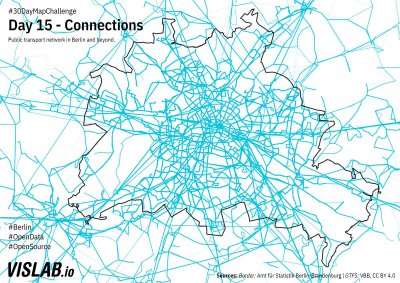 #30DayMapChallenge
Day 15 - Connections
Public transport network in Berlin and beyond.
#Berlin
#OpenData
#OpenSource
VISLAB.io
Sources: Border: Amt für Statistik Berlin-Brandenburg | GTFS: VBB, CC BY 4.0